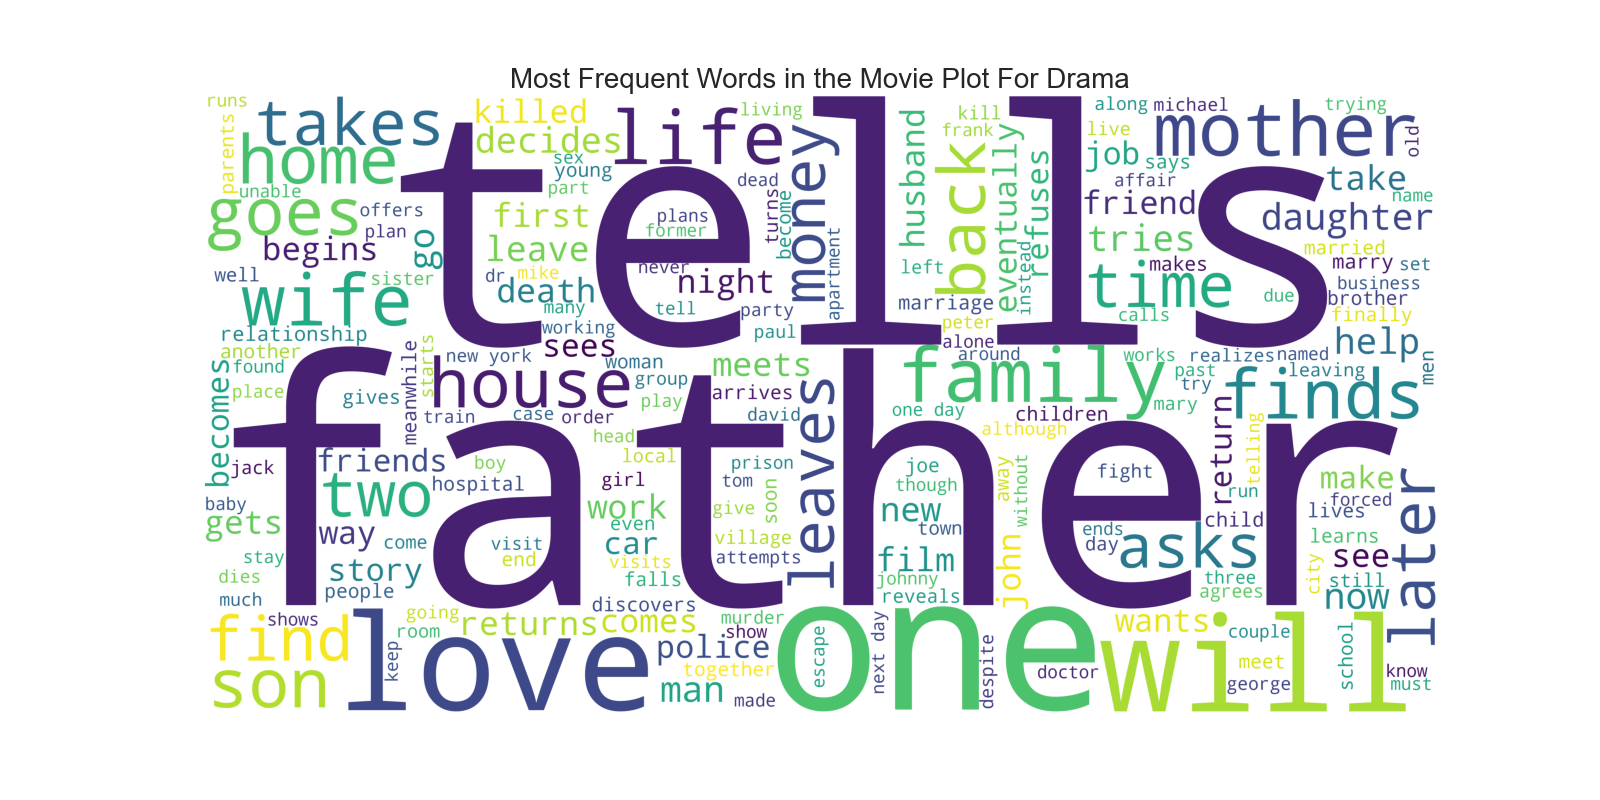 Most Frequent Words in the Movie Plot For Drama
runs
takes
killed
living
kill
along
michael
trying
parents
home
decides
life
money
husband
back
frank
eventually
live
job
says
mother
old
sex
young
part
dead
refuses
affair
take
unable
goes
offers
plan
go
first
plans
former
turns
become
friend
daughter
name
begins
leave
never
night
tries
makes
married
marry
set
well
sister
dr
mike
death
many
tell
party
apartment
left
instead
time
due
business
brother
wife
tells
working
paul
marriage
peter
alone
calls
finally
relationship
another
found
place
becomes
gives
meanwhile
starts
new york
sees
woman
group
meets
arrives
around
works
realizes
named
past
try
leaving
help
men
house
train
case
order
play
david
family
one day
children
mary
finds
although
father
head
local
jack
friends
boy
girl
prison
tom
leaves
joe
though
away
without
fight
return
telling
run
make
forced
lives
later
baby
gets
two
hospital
work
give
soon
new
town
child
way
come
even
car
village
ends
day
asks
see
learns
stay
visit
end
visits
attempts
film
john
city
still
dies
story
people
falls
johnny
reveals
three
agrees
now
much
shows
going
room
discovers
murder
show
find
son
keep
love
returns
comes
police
together
man
made
one
escape
next day
despite
doctor
wants
will
couple
meet
george
school
know
must